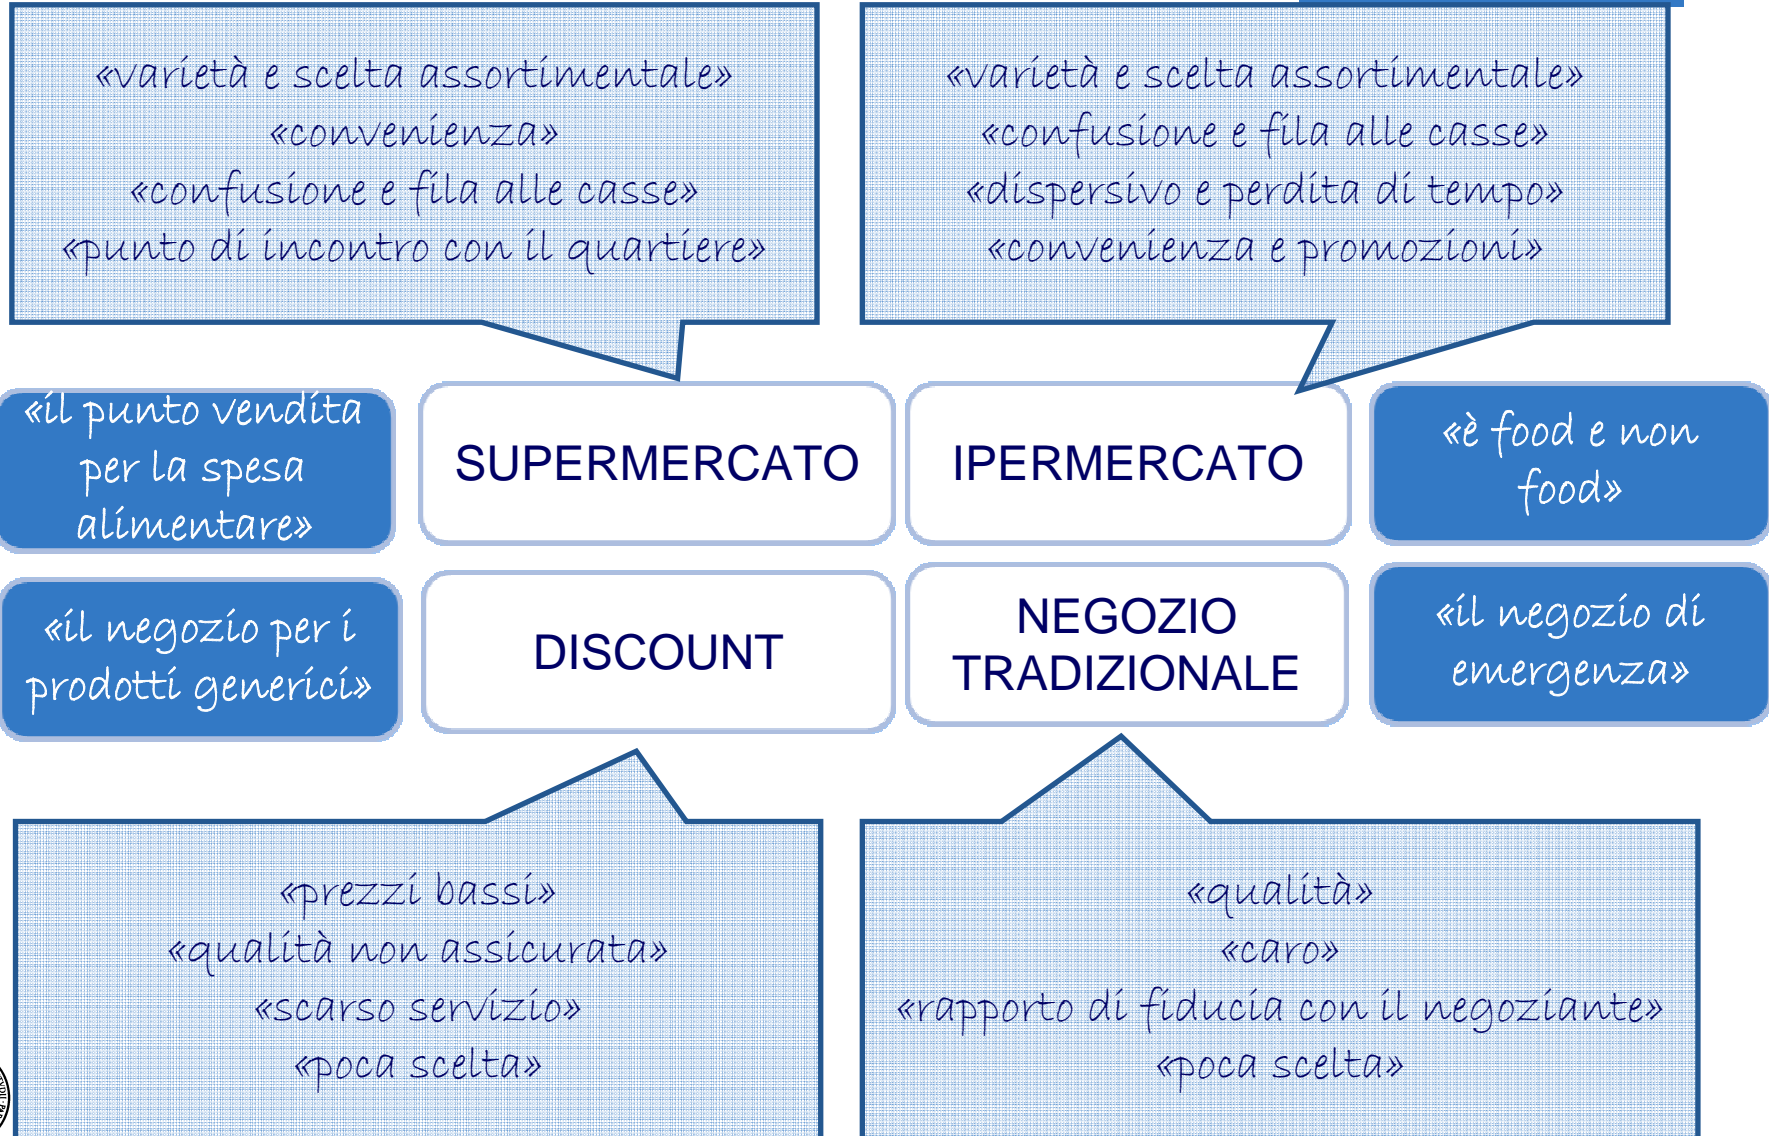 «varietà e scelta assortimentale»
«convenienza»
«confusione e fila alle casse»
«punto di incontro con il quartiere»
«varietà e scelta assortimentale»
«confusione e fila alle casse»
«dispersivo e perdita di tempo»
«convenienza e promozioni»
«il punto vendita
per la spesa
alimentare»
SUPERMERCATO
IPERMERCATO
«è food e non
food»
«il negozio per i
prodotti generici»
DISCOUNT
NEGOZIO
TRADIZIONALE
«il negozio di
emergenza»
«prezzi bassi»
«qualità non assicurata»
«scarso servizio»
«poca scelta»
«qualità»
«caro»
«rapporto di fiducia con il negoziante»
«poca scelta»